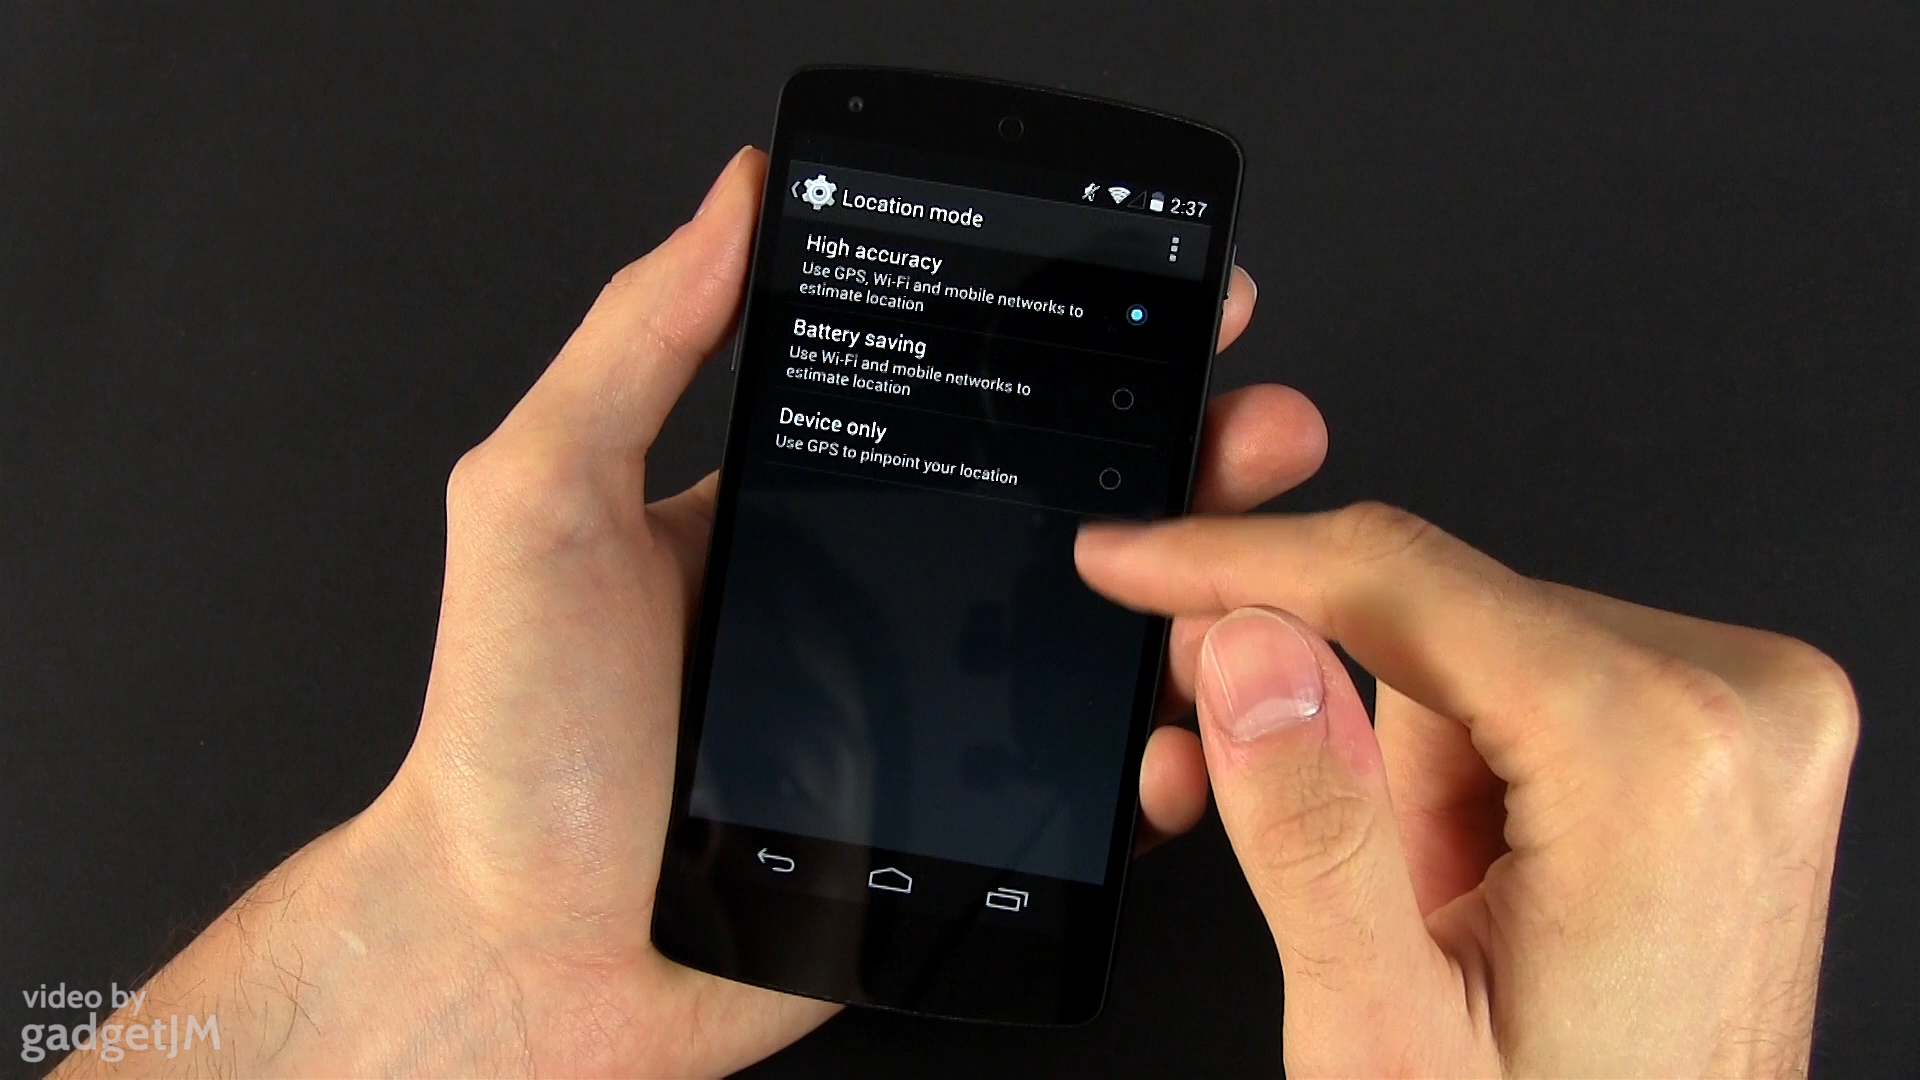 2:37
Location mode
High accuracy
Use GPS, Wi-Fi and mobile networks to
estimate location
Battery saving
Use Wi-Fi and mobile networks to
estimate location
Device only
Use GPS to pinpoint your location
video by
gadgetJM